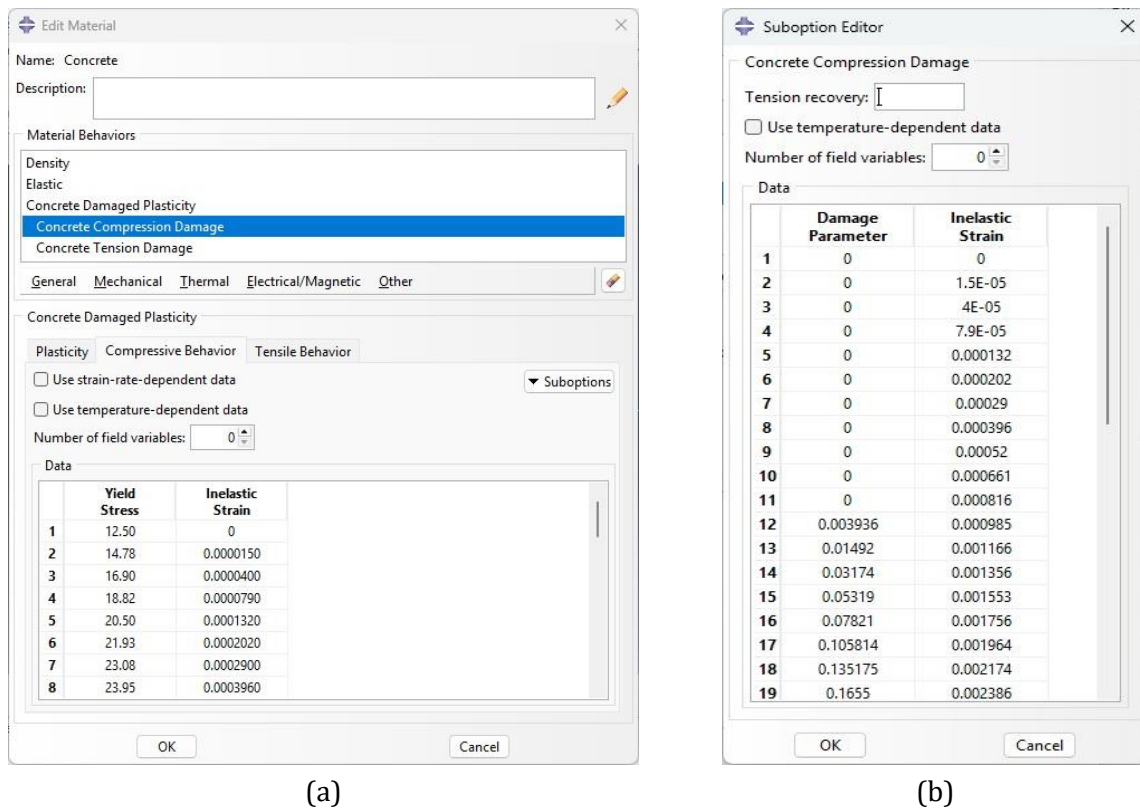 Edit Material
Name: Concrete
Description:
Material Behaviors
Density
Elastic
Concrete Damaged Plasticity
Concrete Compression Damage
Concrete Tension Damage
General Mechanical Thermal Electrical/Magnetic Other
Concrete Damaged Plasticity
Plasticity Compressive Behavior Tensile Behavior
Use strain-rate-dependent data
Suboptions
Use temperature-dependent data
Number of field variables: 0
Data
Yield Stress Inelastic Strain
1 12.50 0
2 14.78 0.0000150
3 16.90 0.0000400
4 18.82 0.0000790
5 20.50 0.0001320
6 21.93 0.0002020
7 23.08 0.0002900
8 23.95 0.0003960
OK Cancel
(a)
Suboption Editor
Concrete Compression Damage
Tension recovery:
Use temperature-dependent data
Number of field variables: 0
Data
Damage Parameter Inelastic Strain
1 0 0
2 0 1.5E-05
3 0 4E-05
4 0 7.9E-05
5 0 0.000132
6 0 0.000202
7 0 0.00029
8 0 0.000396
9 0 0.00052
10 0 0.000661
11 0 0.000816
12 0.003936 0.000985
13 0.01492 0.001166
14 0.03174 0.001356
15 0.05319 0.001553
16 0.07821 0.001756
17 0.105814 0.001964
18 0.135175 0.002174
19 0.1655 0.002386
OK Cancel
(b)